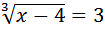 ∛(x − 4) = 3